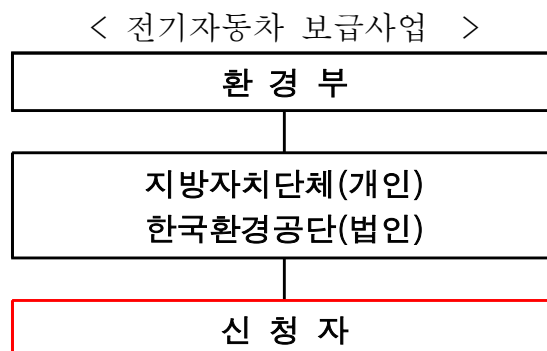 < 전기자동차 보급사업 >
환 경 부
지방자치단체(개인)
한국환경공단(법인)
신 청 자